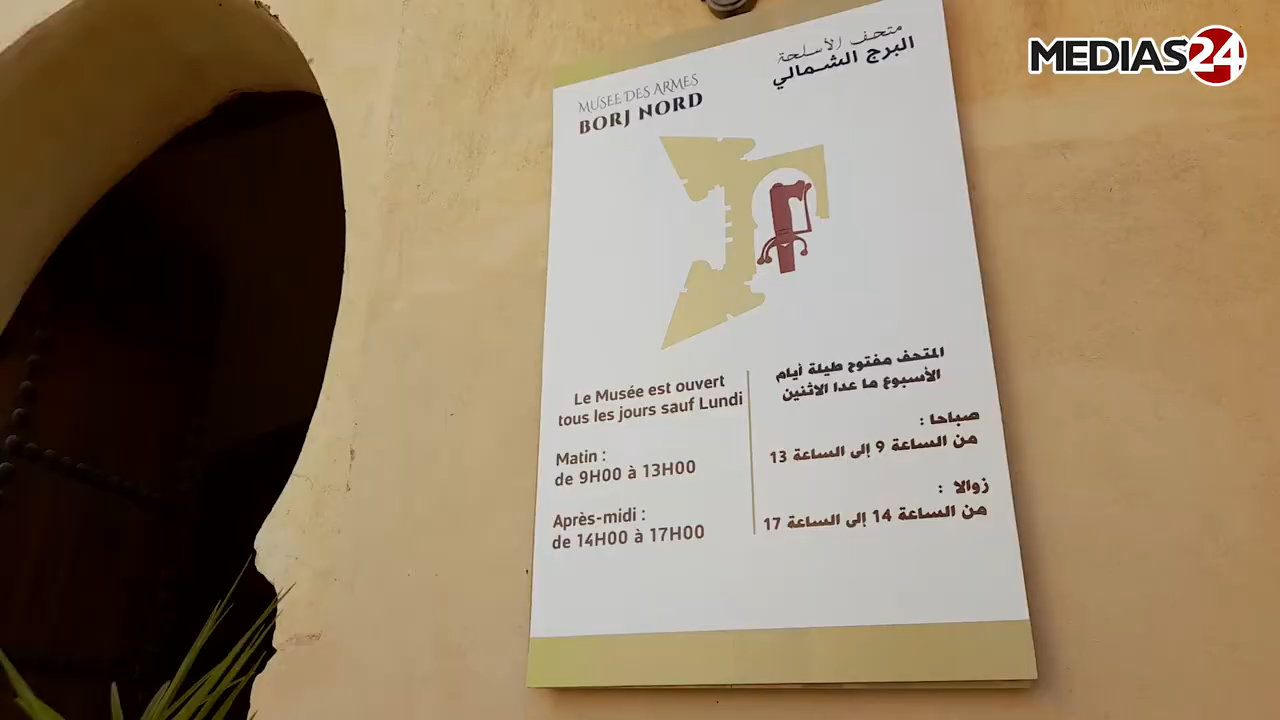 MEDIAS24
MUSEE DES ARMES
BORJ NORD
متحف الأسلحة
البرج الشمالي
Le Musée est ouvert
tous les jours sauf Lundi
Matin :
de 9H00 à 13H00
Après-midi :
de 14H00 à 17H00
المتحف مفتوح طيلة أيام
الأسبوع ما عدا الاثنين
صباحا :
من الساعة 9 إلى الساعة 13
زوالا :
من الساعة 14 إلى الساعة 17